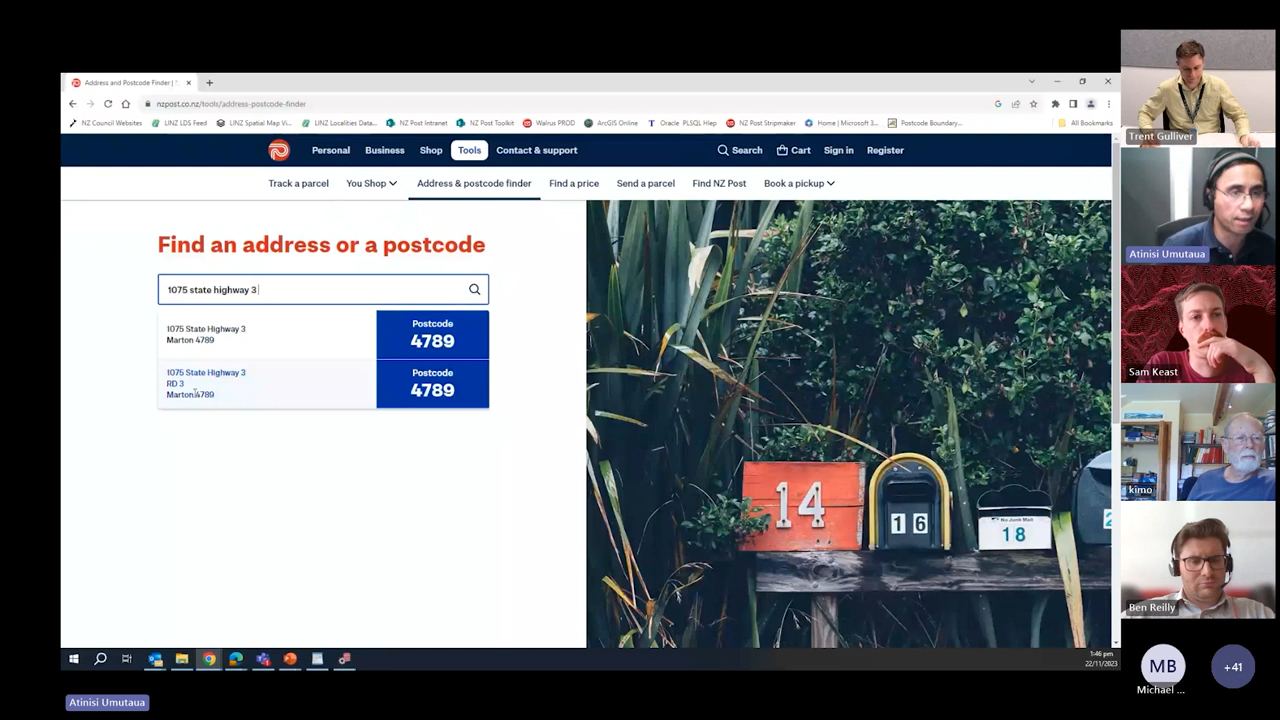 Address and Postcode Finder |
nzpost.co.nz/tools/address-postcode-finder
NZ Council Websites
LINZ LDS Feed
LINZ Spatial Map Vi...
LINZ Localities Data...
NZ Post Intranet
NZ Post Toolkit
Walrus PROD
ArcGIS Online
Oracle PLSQL Hlep
NZ Post Stripmaker
Home | Microsoft 3...
Postcode Boundary...
All Bookmarks
Personal
Business
Shop
Tools
Contact & support
Search
Cart
Sign in
Register
Track a parcel
You Shop
Address & postcode finder
Find a price
Send a parcel
Find NZ Post
Book a pickup
Find an address or a postcode
1075 state highway 3
1075 State Highway 3
Marton 4789
Postcode
4789
1075 State Highway 3
RD 3
Marton 4789
Postcode
4789
14
16
No Junk Mail
18
2
1:46 pm
22/11/2023
Trent Gulliver
Atinisi Umutaua
Sam Keast
kimo
Ben Reilly
MB
Michael ...
+41
Atinisi Umutaua